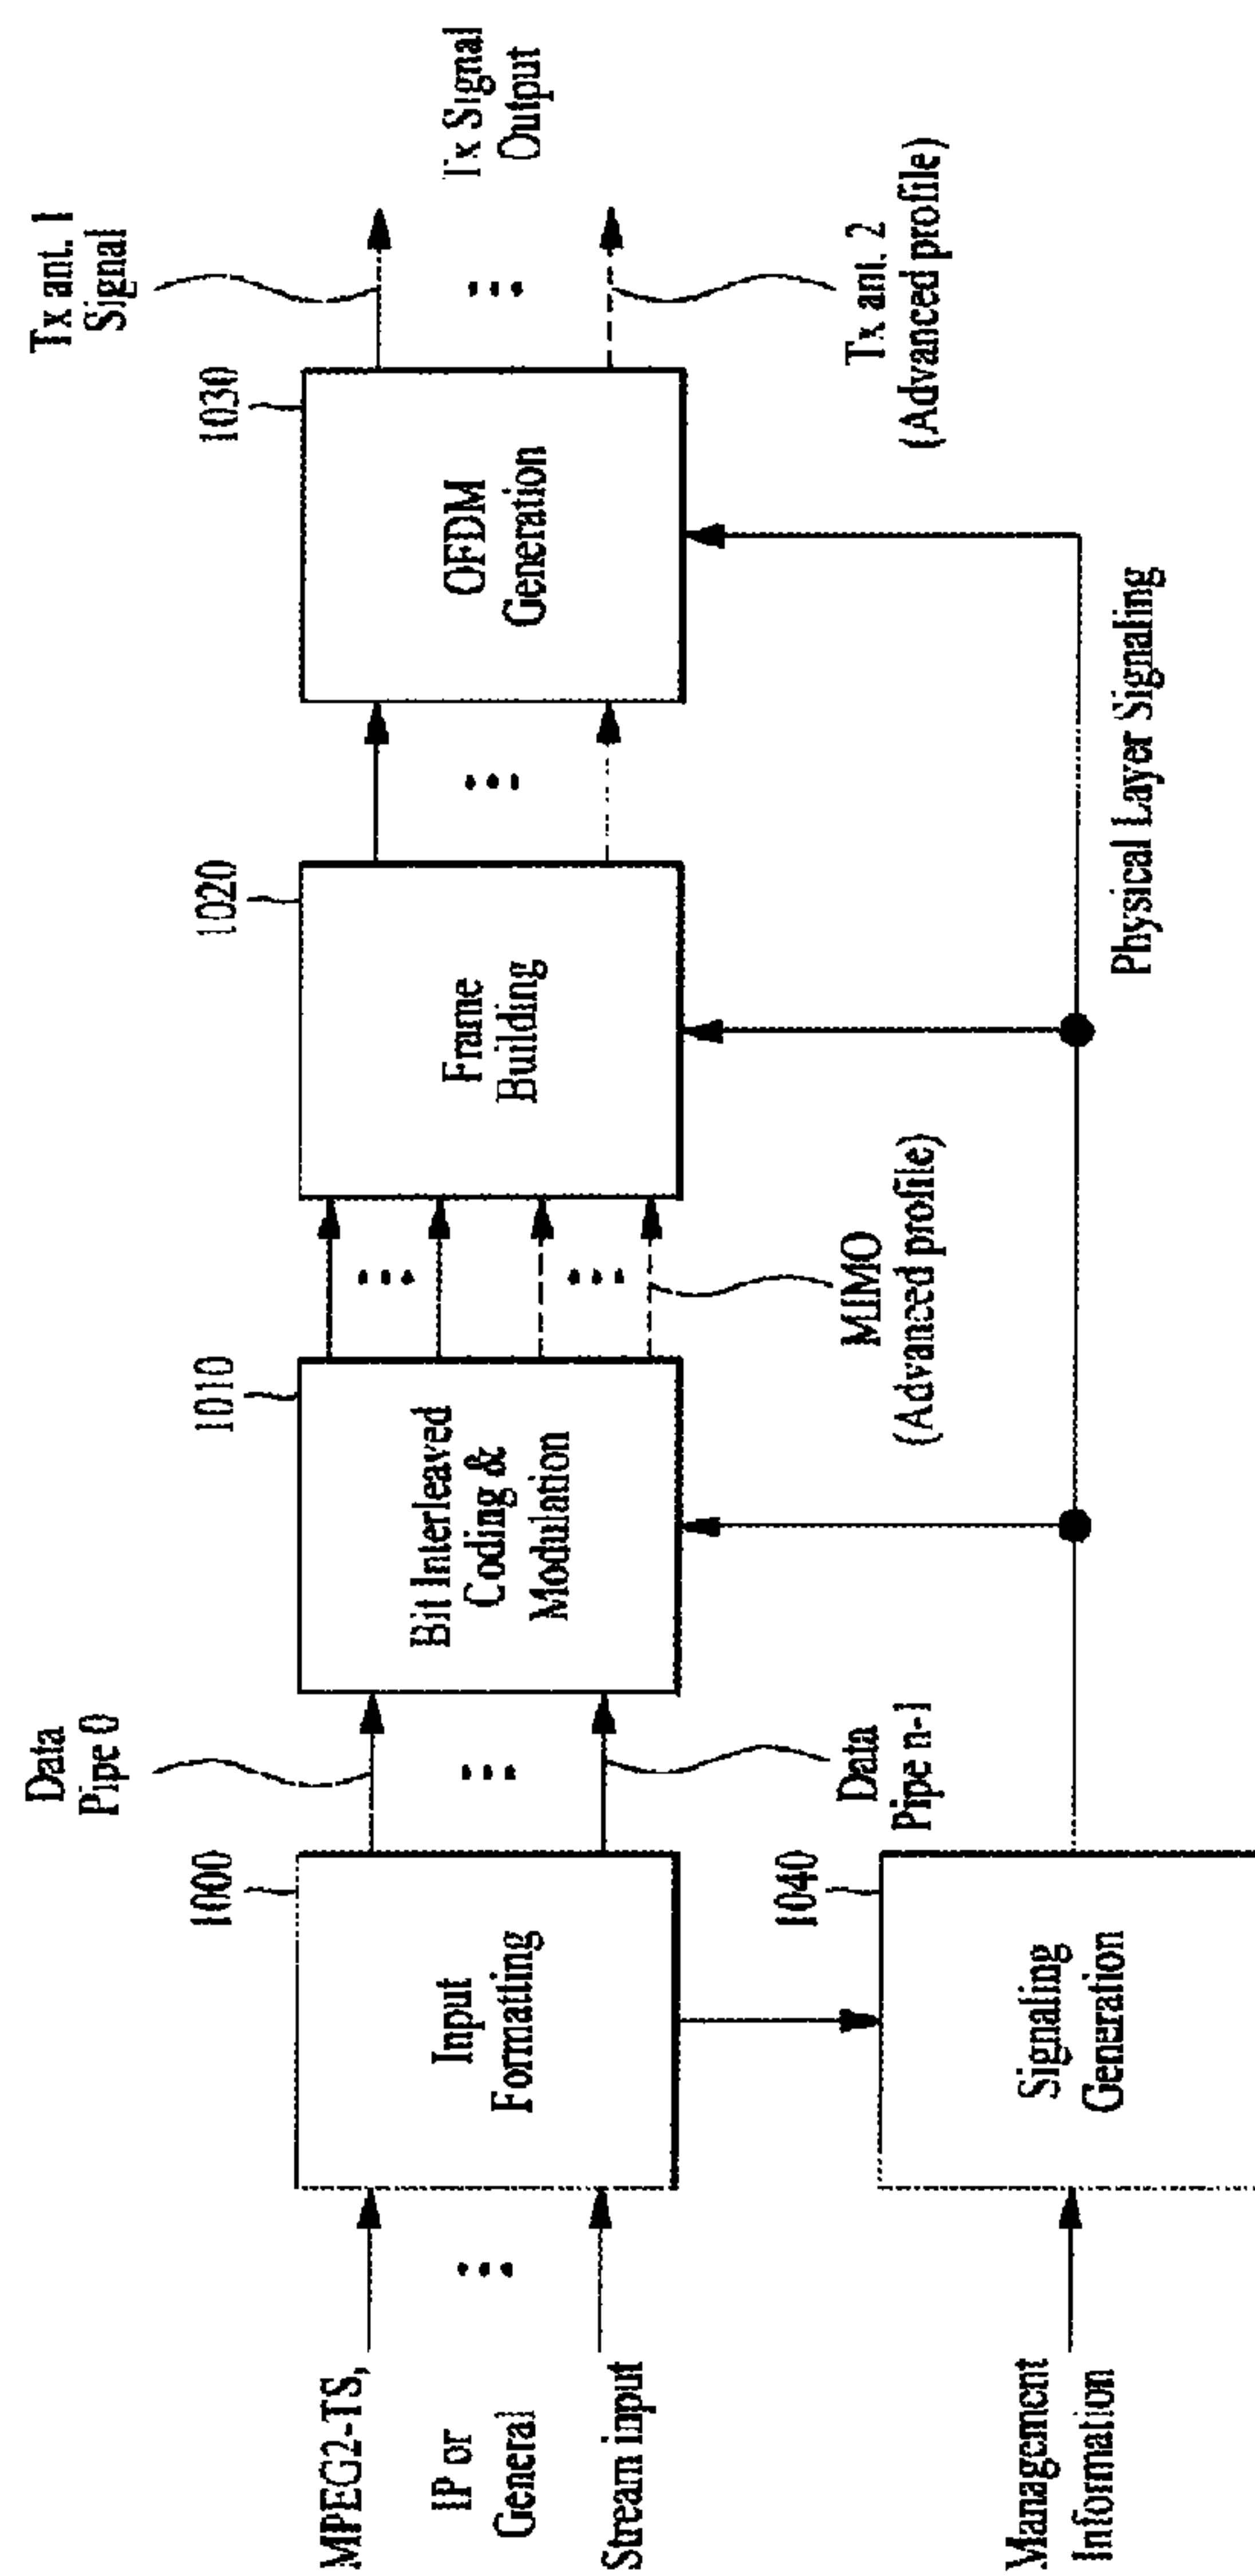 MPEG2-TS,
IP or
General
Stream input
Management
Information
1000
Input
Formatting
1040
Signaling
Generation
Data
Pipe 0
Data
Pipe n-1
1010
Bit Interleaved
Coding &
Modulation
MIMO
(Advanced profile)
1020
Frame
Building
Physical Layer Signaling
1030
OFDM
Generation
Tx ant. 1
Signal
Tx ant. 2
(Advanced profile)
Tx Signal
Output